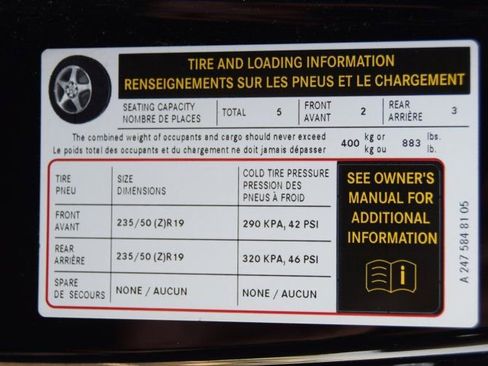 TIRE AND LOADING INFORMATION
RENSEIGNEMENTS SUR LES PNEUS ET LE CHARGEMENT
SEATING CAPACITY
NOMBRE DE PLACES
TOTAL 5
FRONT
AVANT
2
REAR
ARRIÈRE
3
The combined weight of occupants and cargo should never exceed
Le poids total des occupants et du chargement ne doit jamais dépasser
400 kg or
kg ou
883 lbs.
lb.
TIRE
PNEU
SIZE
DIMENSIONS
COLD TIRE PRESSURE
PRESSION DES
PNEUS À FROID
FRONT
AVANT
235/50 (Z)R19
290 KPA, 42 PSI
REAR
ARRIÈRE
235/50 (Z)R19
320 KPA, 46 PSI
SPARE
DE SECOURS
NONE / AUCUN
NONE / AUCUN
SEE OWNER'S
MANUAL FOR
ADDITIONAL
INFORMATION
i
A 247 584 81 05